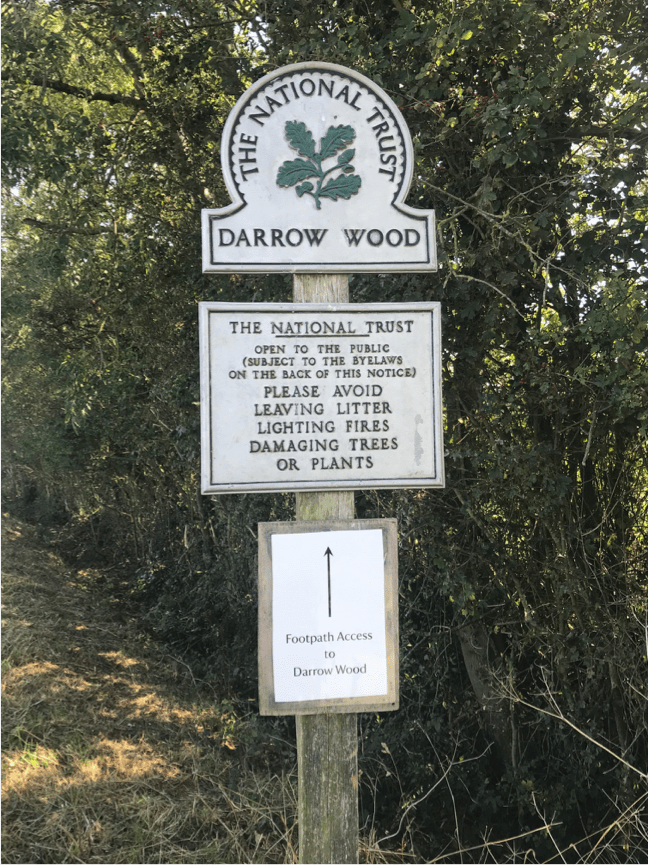 THE NATIONAL TRUST
DARROW WOOD
THE NATIONAL TRUST
OPEN TO THE PUBLIC
(SUBJECT TO THE BYELAWS
ON THE BACK OF THIS NOTICE)
PLEASE AVOID
LEAVING LITTER
LIGHTING FIRES
DAMAGING TREES
OR PLANTS
Footpath Access
to
Darrow Wood